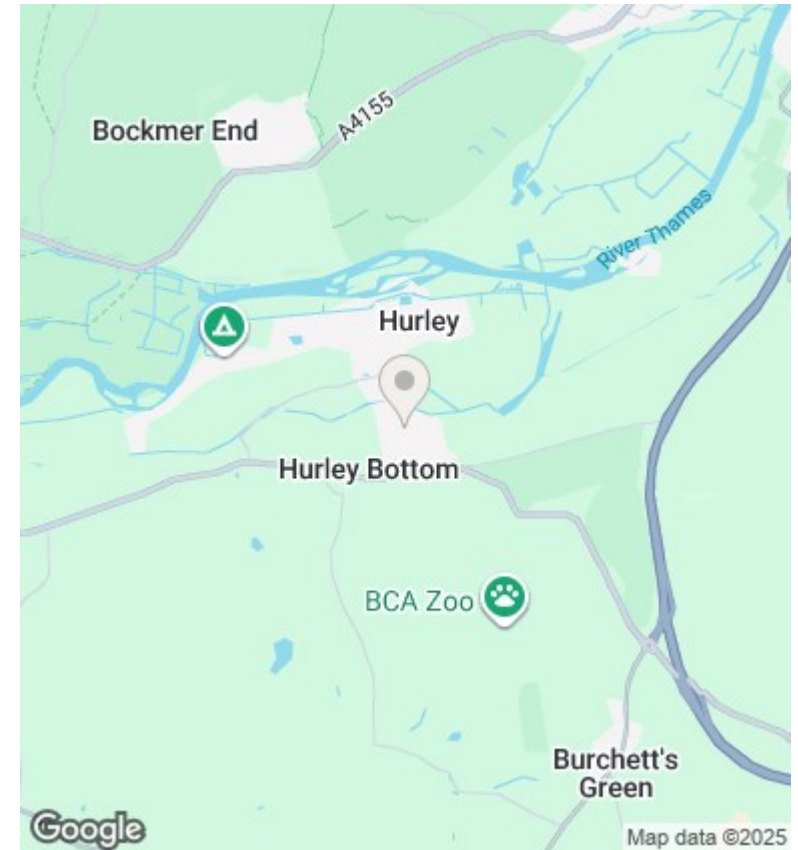 Bockmer End
A4155
River Thames
Hurley
Hurley Bottom
BCA Zoo
Burchett's
Green
Google
Map data ©2025